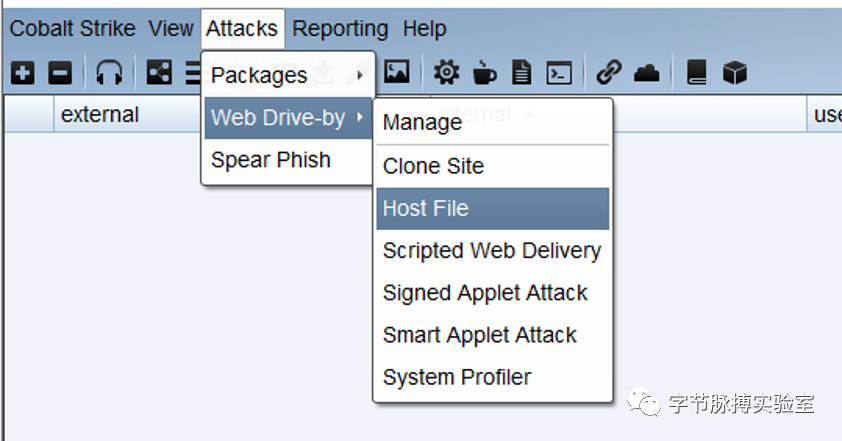 Cobalt Strike View Attacks Reporting Help
Packages
external
Web Drive-by
Manage
internal
use
Spear Phish
Clone Site
Host File
Scripted Web Delivery
Signed Applet Attack
Smart Applet Attack
System Profiler
字节脉搏实验室